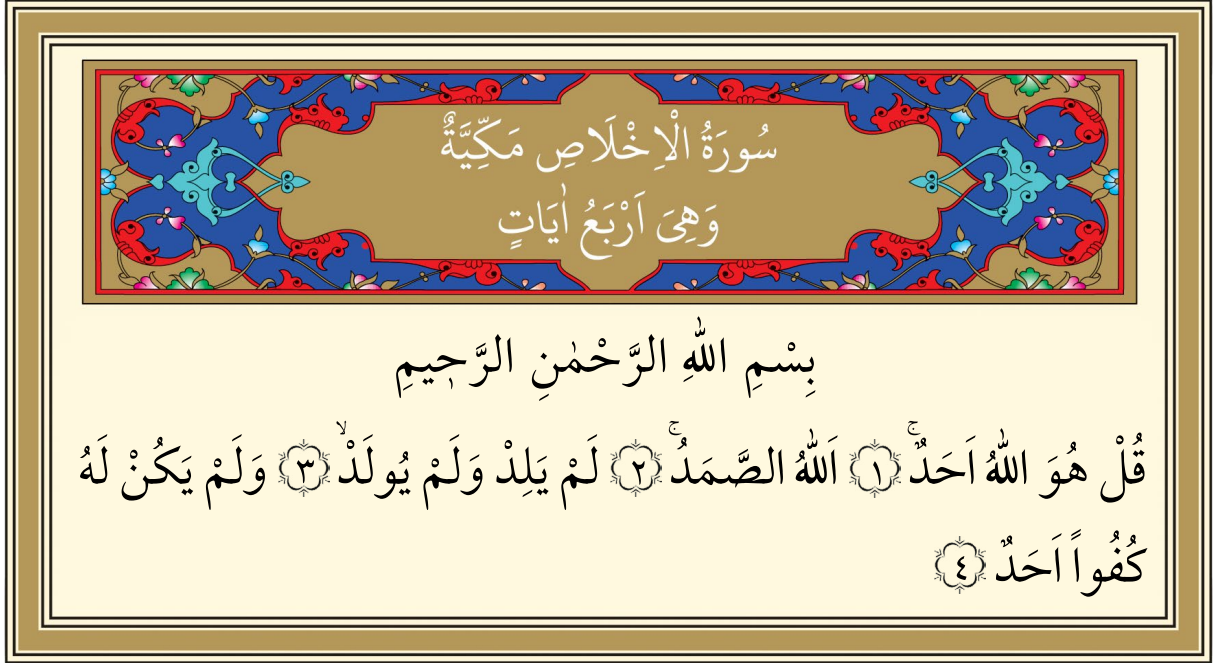 سُورَةُ الْاِخْلَاصِ مَكِّيَّةٌ
وَهِيَ اَرْبَعُ اٰيَاتٍ
بِسْمِ اللّٰهِ الرَّحْمٰنِ الرَّح۪يمِ
قُلْ هُوَ اللّٰهُ اَحَدٌۚ ﴿١﴾ اَللّٰهُ الصَّمَدُۚ ﴿٢﴾ لَمْ يَلِدْ وَلَمْ يُولَدْۙ ﴿٣﴾ وَلَمْ يَكُنْ لَهُ
كُفُواً اَحَدٌ ﴿٤﴾